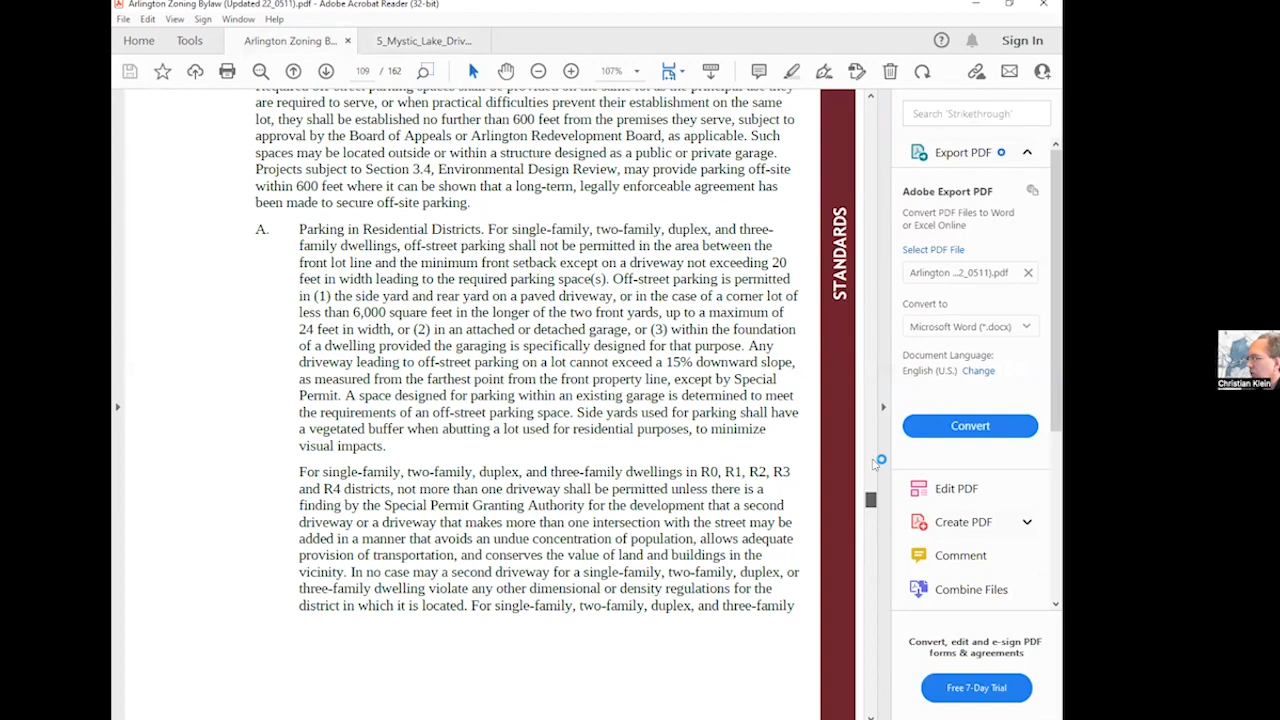 Arlington Zoning Bylaw (Updated 22_0511).pdf - Adobe Acrobat Reader (32-bit)
File Edit View Sign Window Help
Home Tools Arlington Zoning B... × 5_Mystic_Lake_Driv... Sign In
109 / 162 107%
Required off-street parking spaces shall be provided on the same lot as the principal use they
are required to serve, or when practical difficulties prevent their establishment on the same
lot, they shall be established no further than 600 feet from the premises they serve, subject to
approval by the Board of Appeals or Arlington Redevelopment Board, as applicable. Such
spaces may be located outside or within a structure designed as a public or private garage.
Projects subject to Section 3.4, Environmental Design Review, may provide parking off-site
within 600 feet where it can be shown that a long-term, legally enforceable agreement has
been made to secure off-site parking.
A. Parking in Residential Districts. For single-family, two-family, duplex, and three-
family dwellings, off-street parking shall not be permitted in the area between the
front lot line and the minimum front setback except on a driveway not exceeding 20
feet in width leading to the required parking space(s). Off-street parking is permitted
in (1) the side yard and rear yard on a paved driveway, or in the case of a corner lot of
less than 6,000 square feet in the longer of the two front yards, up to a maximum of
24 feet in width, or (2) in an attached or detached garage, or (3) within the foundation
of a dwelling provided the garaging is specifically designed for that purpose. Any
driveway leading to off-street parking on a lot cannot exceed a 15% downward slope,
as measured from the farthest point from the front property line, except by Special
Permit. A space designed for parking within an existing garage is determined to meet
the requirements of an off-street parking space. Side yards used for parking shall have
a vegetated buffer when abutting a lot used for residential purposes, to minimize
visual impacts.
For single-family, two-family, duplex, and three-family dwellings in R0, R1, R2, R3
and R4 districts, not more than one driveway shall be permitted unless there is a
finding by the Special Permit Granting Authority for the development that a second
driveway or a driveway that makes more than one intersection with the street may be
added in a manner that avoids an undue concentration of population, allows adequate
provision of transportation, and conserves the value of land and buildings in the
vicinity. In no case may a second driveway for a single-family, two-family, duplex, or
three-family dwelling violate any other dimensional or density regulations for the
district in which it is located. For single-family, two-family, duplex, and three-family
STANDARDS
Search 'Strikethrough'
Export PDF
Adobe Export PDF
Convert PDF Files to Word
or Excel Online
Select PDF File
Arlington ...2_0511).pdf ×
Convert to
Microsoft Word (*.docx)
Document Language:
English (U.S.) Change
Convert
Edit PDF
Create PDF
Comment
Combine Files
Convert, edit and e-sign PDF
forms & agreements
Free 7-Day Trial
Christian Klein